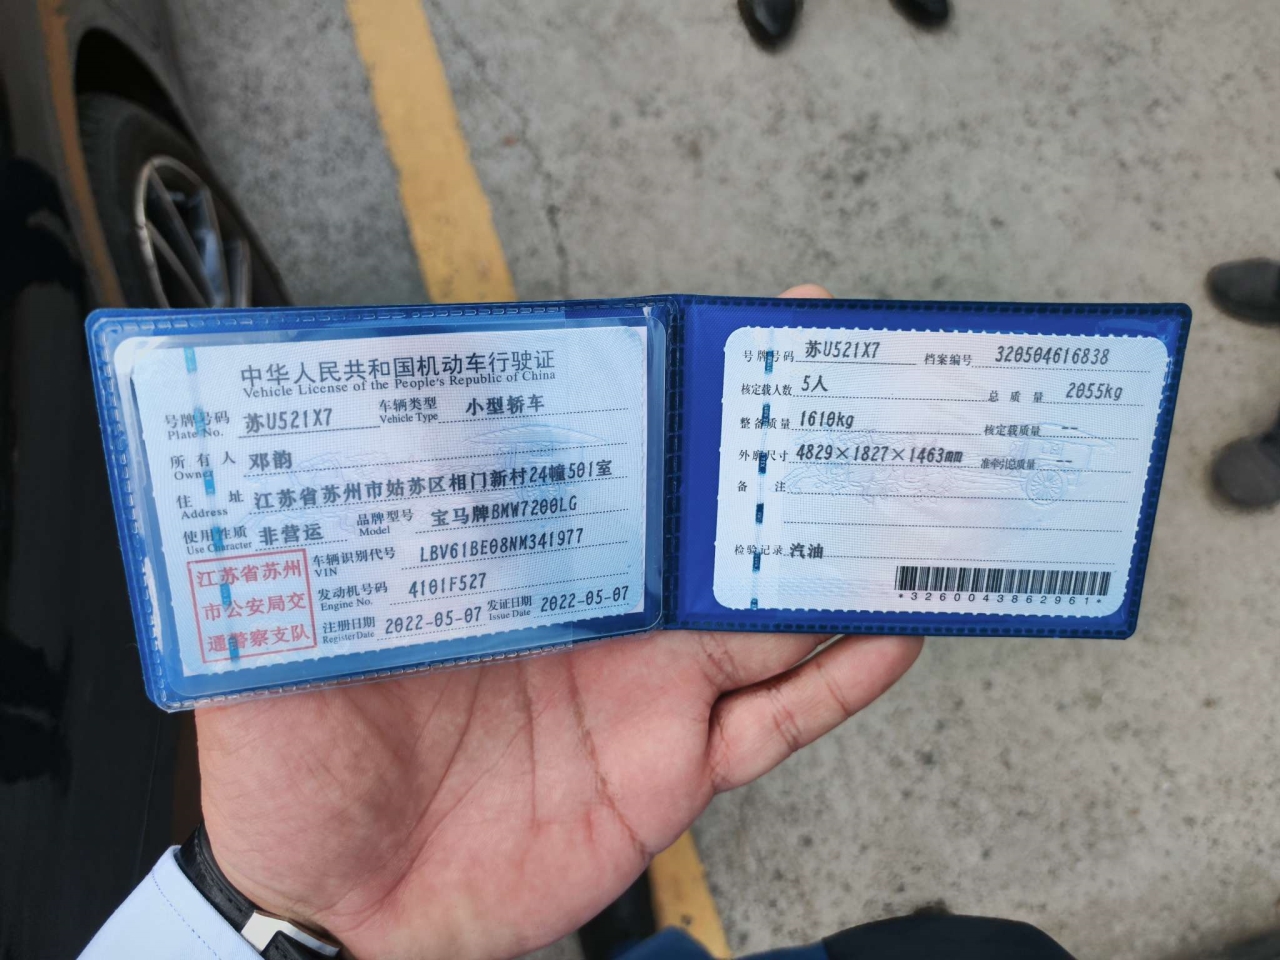 中华人民共和国机动车行驶证
Vehicle License of the People's Republic of China
号牌号码 苏U521X7 车辆类型 小型轿车
Plate No. Vehicle Type
所有人 邓韵
Owner
住址 江苏省苏州市姑苏区相门新村24幢501室
Address
使用性质 非营运 品牌型号 宝马牌BMW7200LG
Use Character Model
江苏省苏州
市公安局交
通警察支队
车辆识别代号 LBV61BE08NM341977
VIN
发动机号码 4101F527
Engine No.
注册日期 2022-05-07 发证日期 2022-05-07
Register Date Issue Date
号牌号码 苏U521X7 档案编号 320504616838
核定载人数 5人 总质量 2055kg
整备质量 1610kg 核定载质量 --
外廓尺寸 4829×1827×1463mm 准牵引总质量 --
备注
检验记录 汽油
*3260043862961*